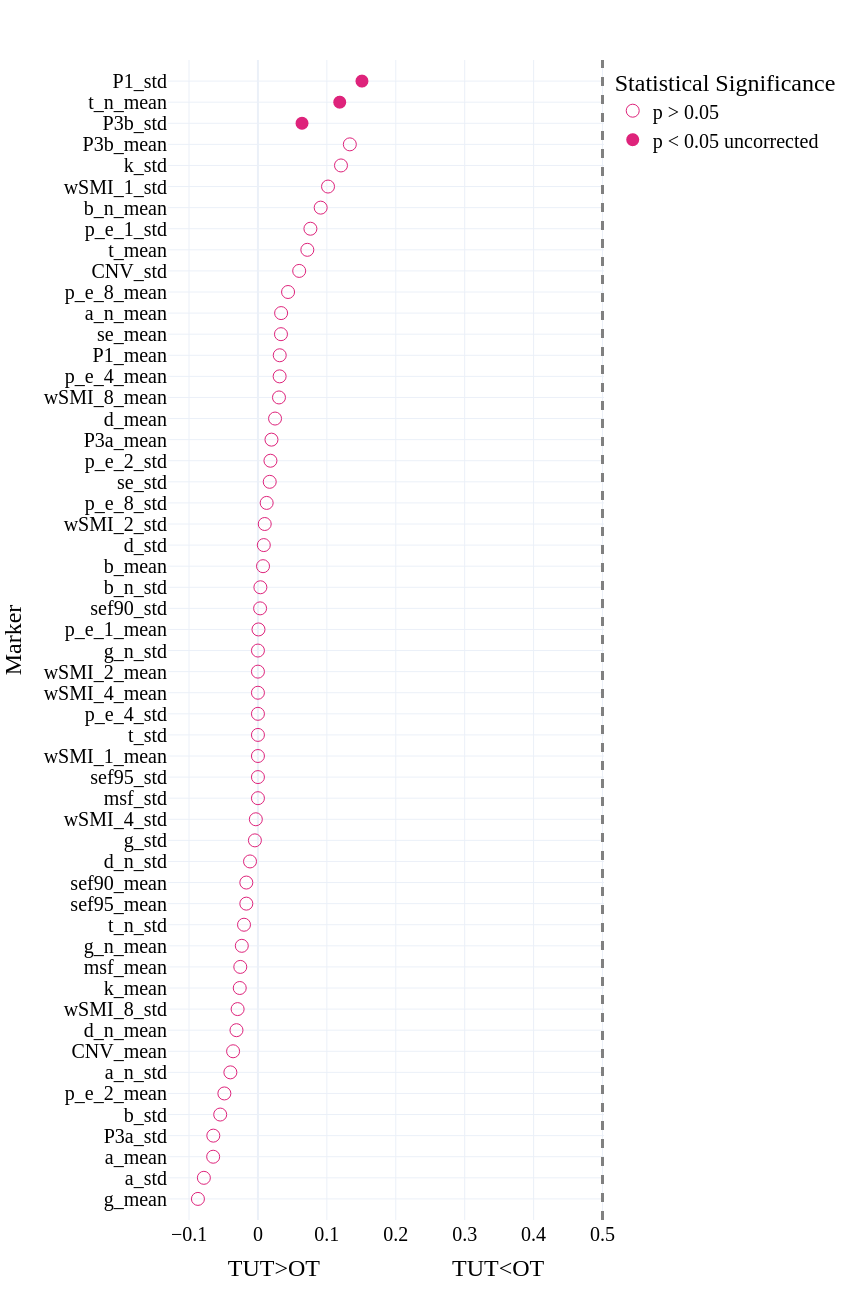 Statistical Significance
p > 0.05
p < 0.05 uncorrected
Marker
P1_std
t_n_mean
P3b_std
P3b_mean
k_std
wSMI_1_std
b_n_mean
p_e_1_std
t_mean
CNV_std
p_e_8_mean
a_n_mean
se_mean
P1_mean
p_e_4_mean
wSMI_8_mean
d_mean
P3a_mean
p_e_2_std
se_std
p_e_8_std
wSMI_2_std
d_std
b_mean
b_n_std
sef90_std
p_e_1_mean
g_n_std
wSMI_2_mean
wSMI_4_mean
p_e_4_std
t_std
wSMI_1_mean
sef95_std
msf_std
wSMI_4_std
g_std
d_n_std
sef90_mean
sef95_mean
t_n_std
g_n_mean
msf_mean
k_mean
wSMI_8_std
d_n_mean
CNV_mean
a_n_std
p_e_2_mean
b_std
P3a_std
a_mean
a_std
g_mean
−0.1 0 0.1 0.2 0.3 0.4 0.5
TUT>OT TUT<OT